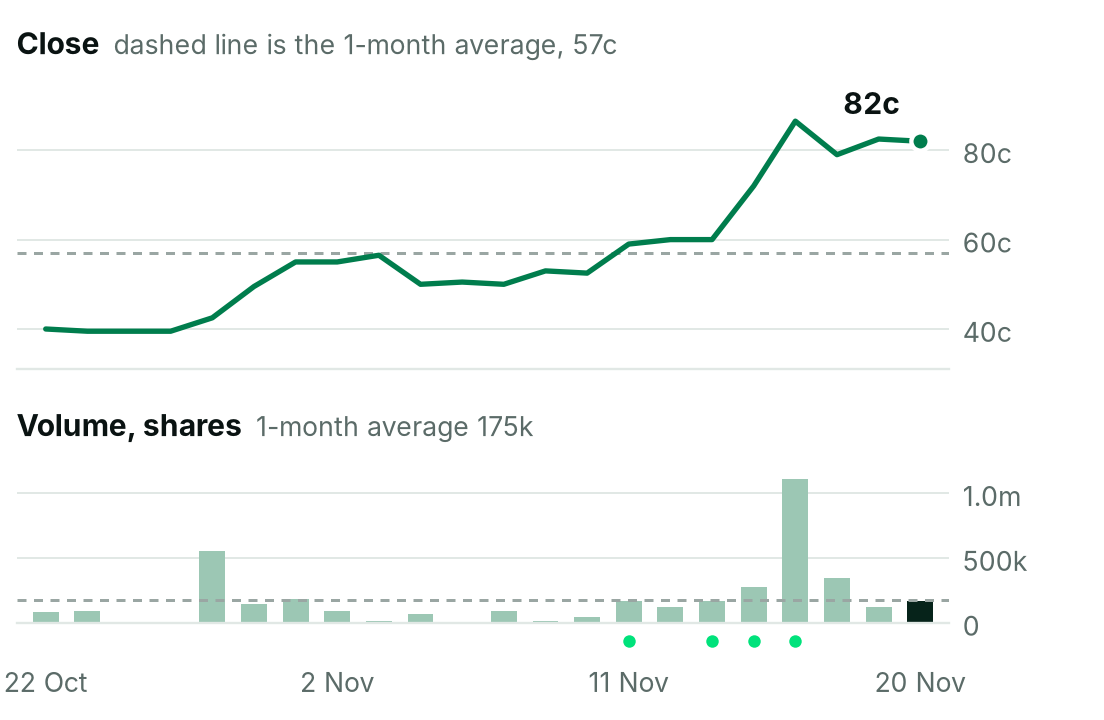 Close dashed line is the 1-month average, 57c
82c
80c
60c
40c
Volume, shares 1-month average 175k
1.0m
500k
0
22 Oct 2 Nov 11 Nov 20 Nov